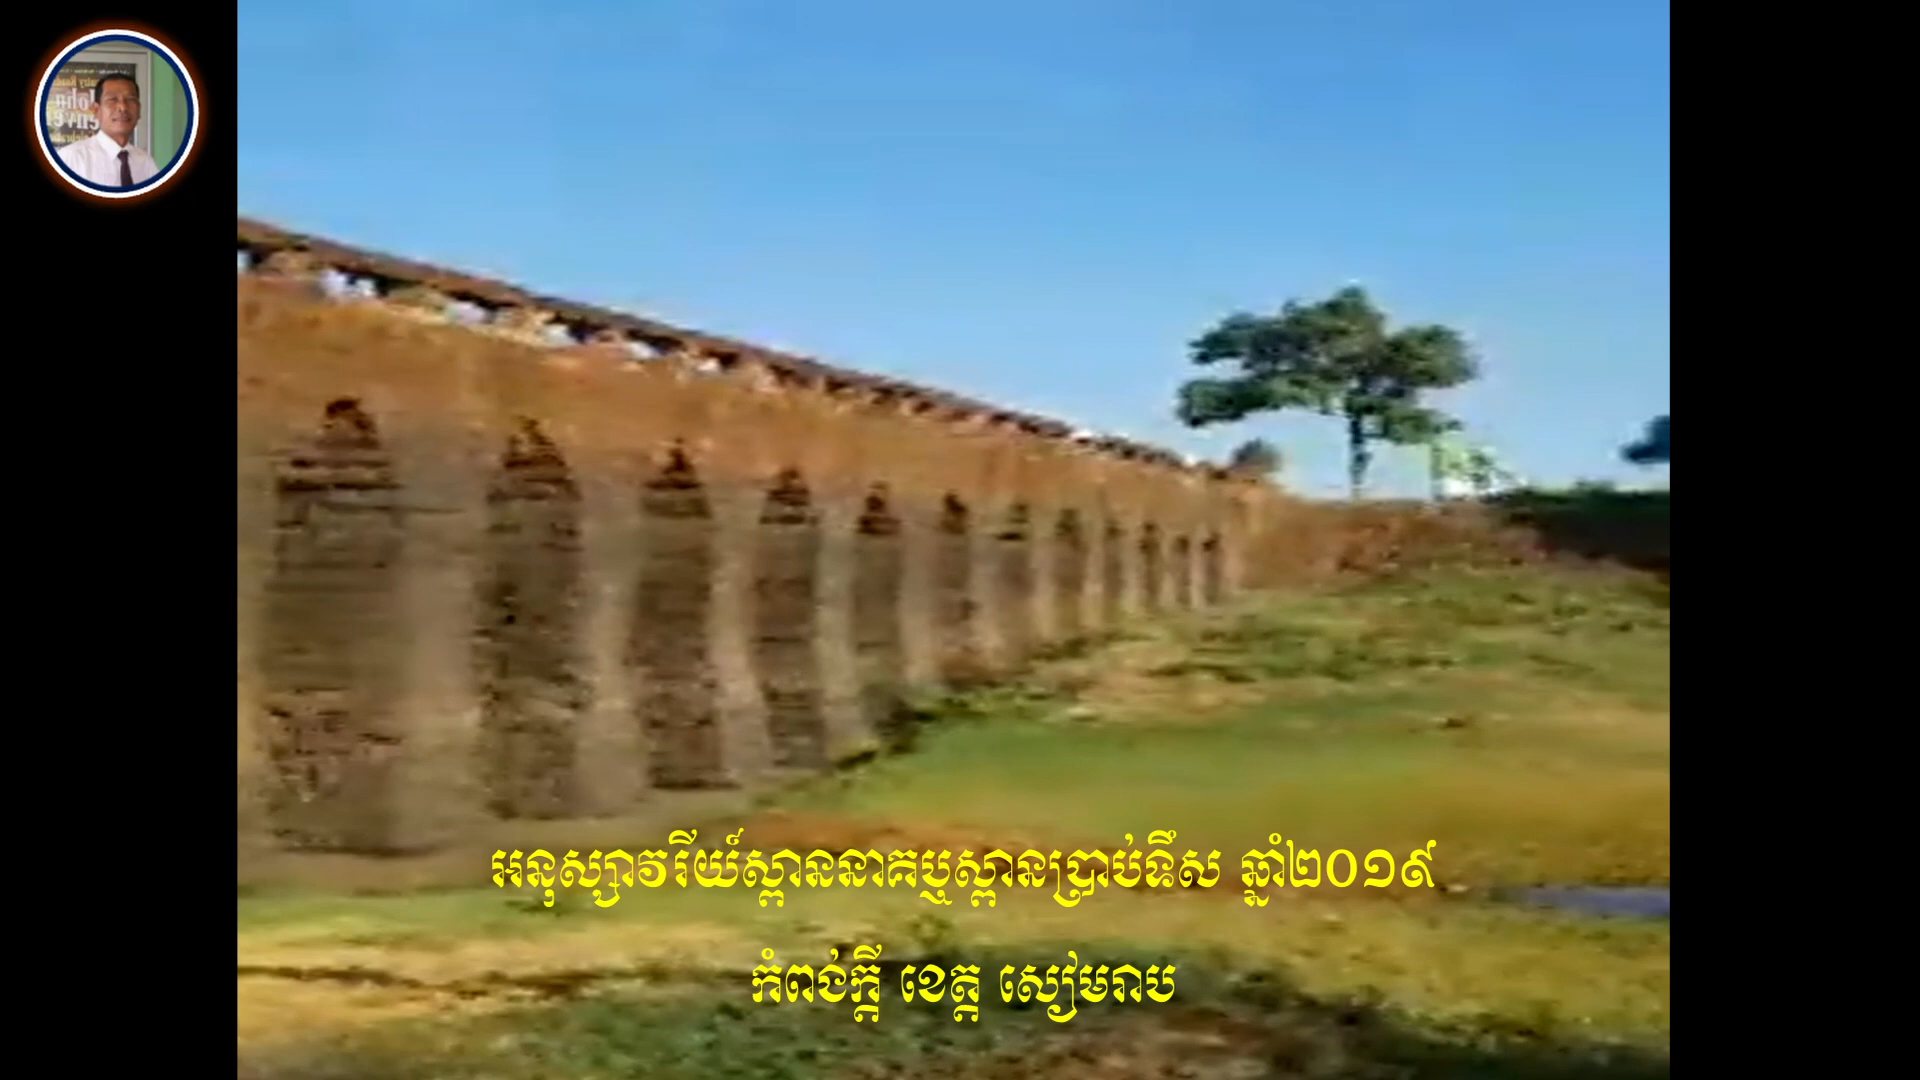 អនុស្សាវរីយ៍ស្ពាននាគឬស្ពានប្រាប់ទិស ឆ្នាំ២០១៩
កំពង់ក្ដី ខេត្ត សៀមរាប